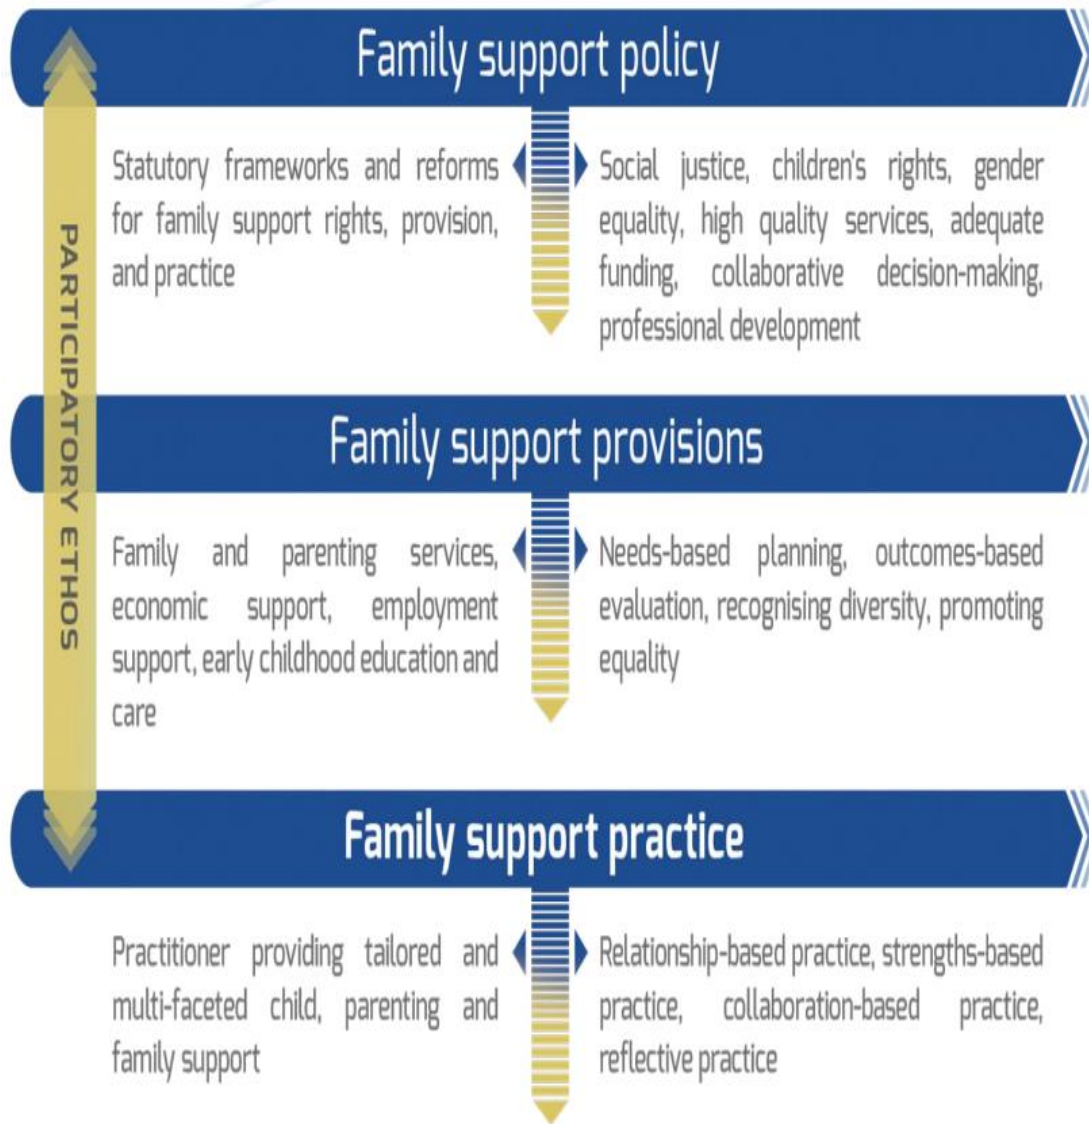 Family support policy
Statutory frameworks and reforms
for family support rights, provision,
and practice
Social justice, children's rights, gender
equality, high quality services, adequate
funding, collaborative decision-making,
professional development
PARTICIPATORY ETHOS
Family support provisions
Family and parenting services,
economic support, employment
support, early childhood education and
care
Needs-based planning, outcomes-based
evaluation, recognising diversity, promoting
equality
Family support practice
Practitioner providing tailored and
multi-faceted child, parenting and
family support
Relationship-based practice, strengths-based
practice, collaboration-based practice,
reflective practice